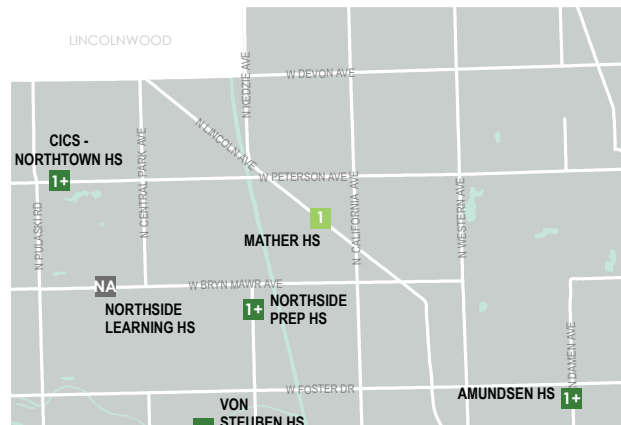 LINCOLNWOOD
N KEDZIE AVE
W DEVON AVE
N LINCOLN AVE
N CENTRAL PARK AVE
CICS -
NORTHTOWN HS
1+
W PETERSON AVE
N PULASKI RD
N CALIFORNIA AVE
N WESTERN AVE
1
MATHER HS
NA
W BRYN MAWR AVE
NORTHSIDE
LEARNING HS
1+
NORTHSIDE
PREP HS
N DAMEN AVE
W FOSTER DR
AMUNDSEN HS
1+
VON
STEUBEN HS